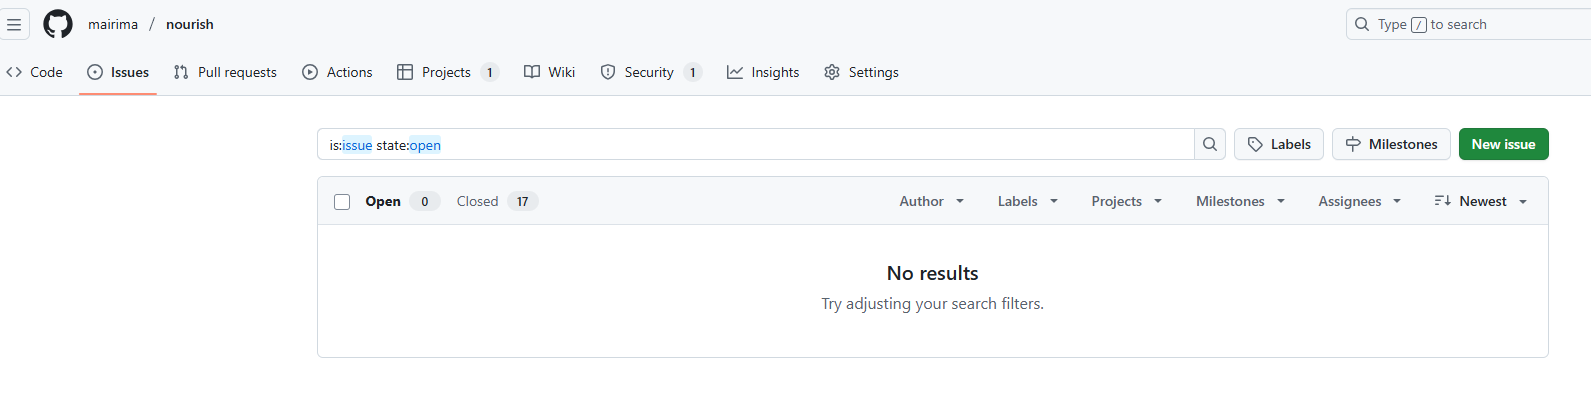 mairima / nourish
Type / to search
Code Issues Pull requests Actions Projects 1 Wiki Security 1 Insights Settings
is:issue state:open
Labels Milestones New issue
Open 0 Closed 17 Author Labels Projects Milestones Assignees Newest
No results
Try adjusting your search filters.